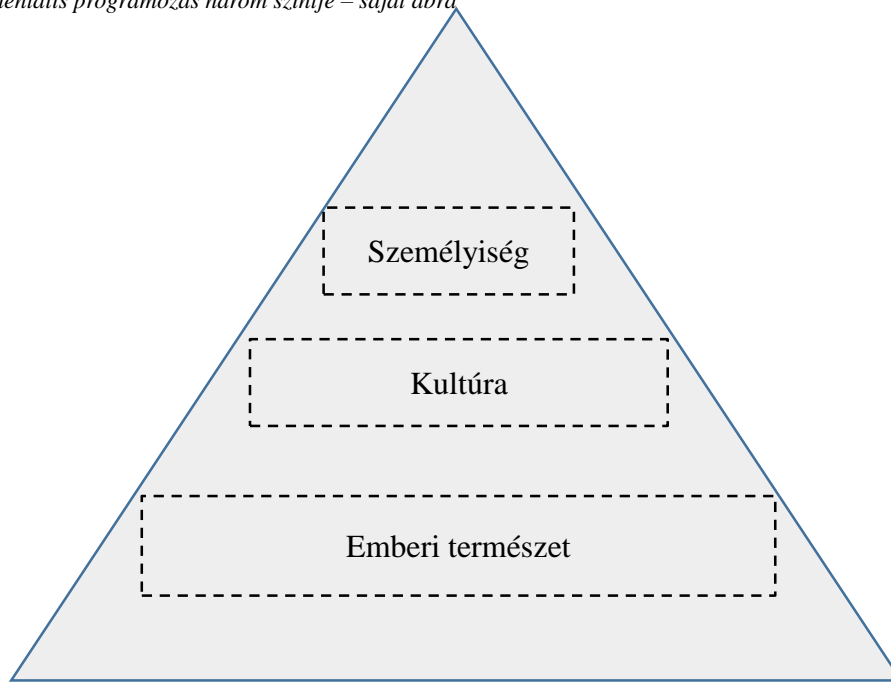 programozás három szintje – saját ábra
Személyiség
Kultúra
Emberi természet